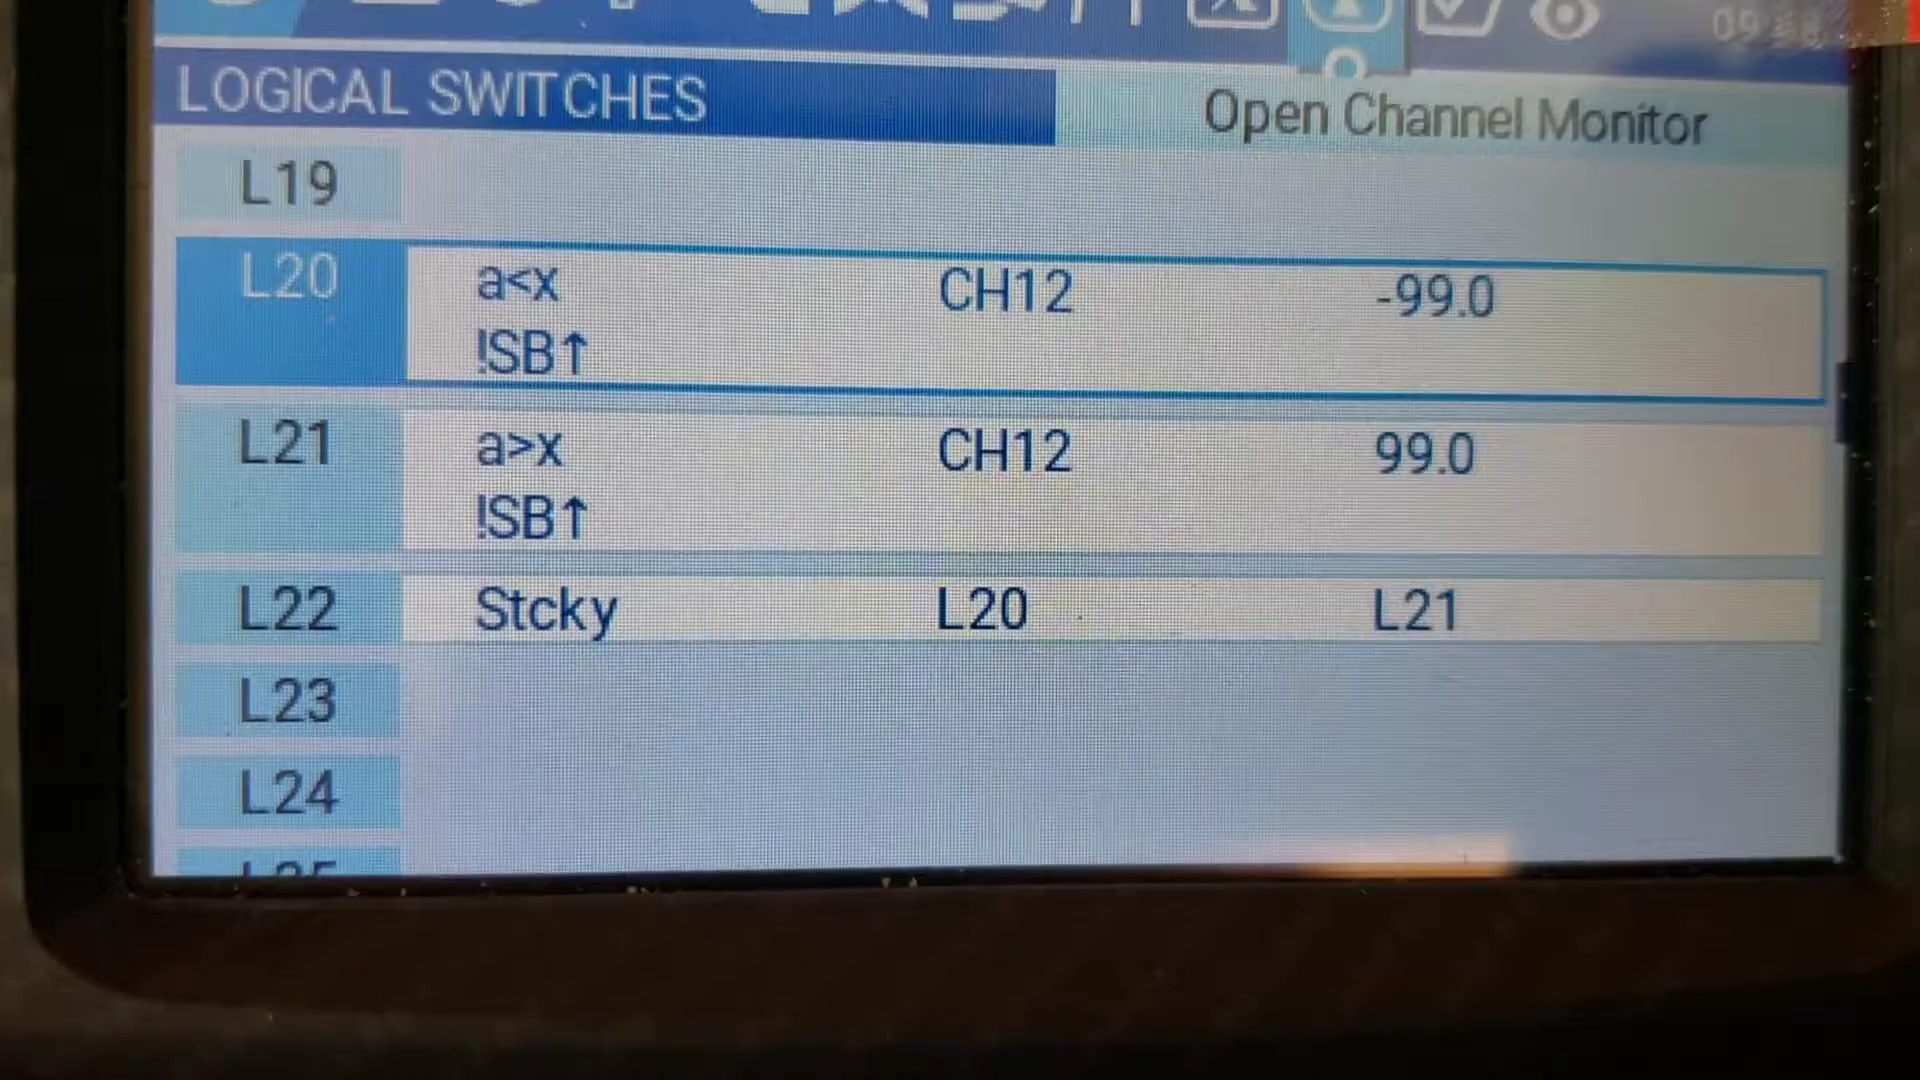 LOGICAL SWITCHES
Open Channel Monitor
L19
L20 a<x CH12 -99.0
!SB↑
L21 a>x CH12 99.0
!SB↑
L22 Stcky L20 L21
L23
L24